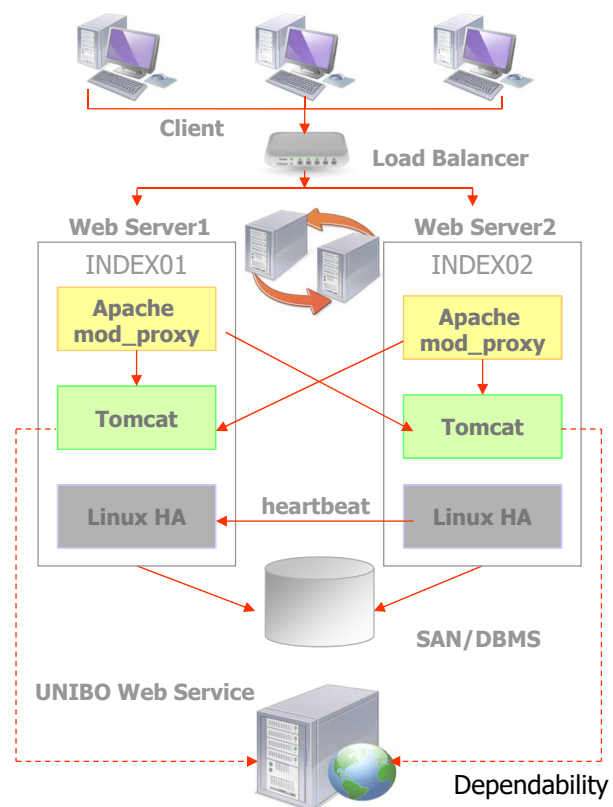 Client
Load Balancer
Web Server1
Web Server2
INDEX01
INDEX02
Apache
mod_proxy
Apache
mod_proxy
Tomcat
Tomcat
heartbeat
Linux HA
Linux HA
SAN/DBMS
UNIBO Web Service
Dependability